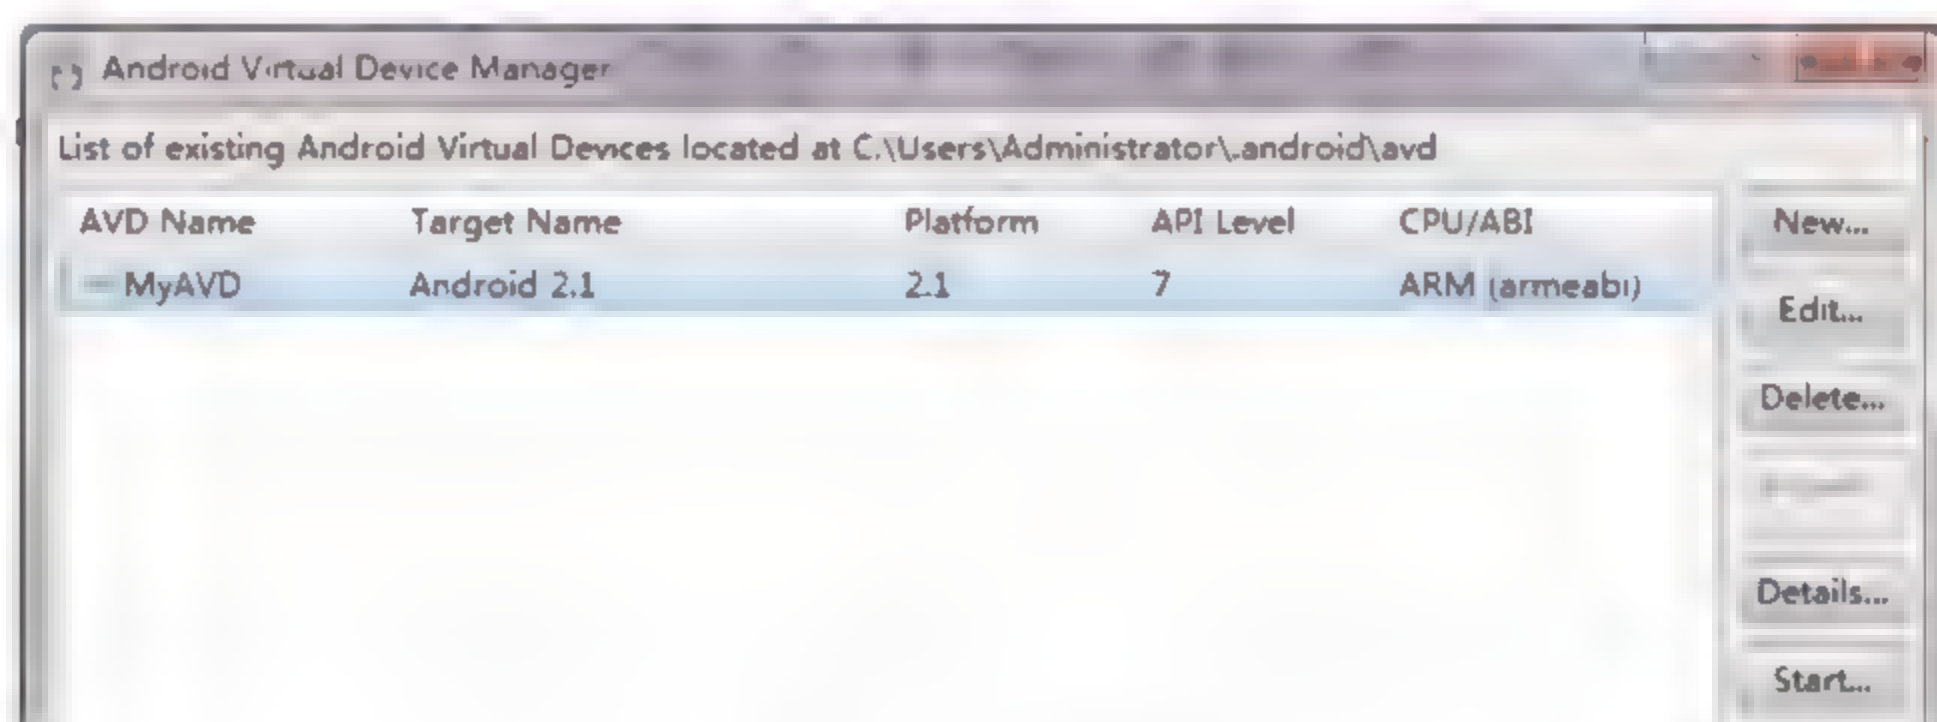 Android Virtual Device Manager
List of existing Android Virtual Devices located at C:\Users\Administrator\.android\avd
AVD Name Target Name Platform API Level CPU/ABI
MyAVD Android 2.1 2.1 7 ARM (armeabi)
New...
Edit...
Delete...
Details...
Start...